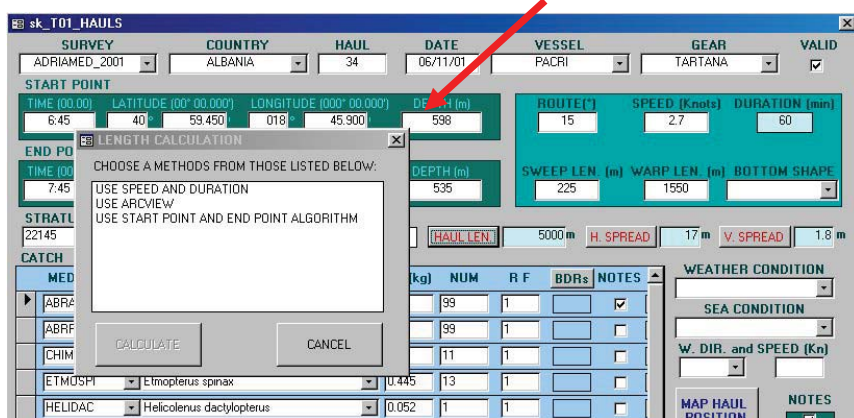 sk_T01_HAULS
SURVEY COUNTRY HAUL DATE VESSEL GEAR VALID
ADRIAMED_2001 ALBANIA 34 06/11/01 PACRI TARTANA
START POINT
TIME (00.00) LATITUDE (00° 00.000') LONGITUDE (000° 00.000') DEPTH (m) ROUTE(°) SPEED (Knots) DURATION (min)
6:45 40 ° 59.450 ' 018 ° 45.900 ' 598 15 2.7 60
LENGTH CALCULATION
END PO
TIME (00 DEPTH (m) SWEEP LEN. (m) WARP LEN. (m) BOTTOM SHAPE
7:45 535 225 1550
CHOOSE A METHODS FROM THOSE LISTED BELOW:
USE SPEED AND DURATION
USE ARCVIEW
USE START POINT AND END POINT ALGORITHM
STRATU
22145 HAUL LEN 5000 m H. SPREAD 17 m V. SPREAD 1.8 m
CATCH
MED (kg) NUM R F BDRs NOTES WEATHER CONDITION
ABRA 99 1
SEA CONDITION
ABRF 99 1
CALCULATE CANCEL
CHIM 11 1 W. DIR. and SPEED (Kn)
ETMOSPI Etmopterus spinax 0.445 13 1
HELIDAC Helicolenus dactylopterus 0.052 1 1
MAP HAUL NOTES
POSITION